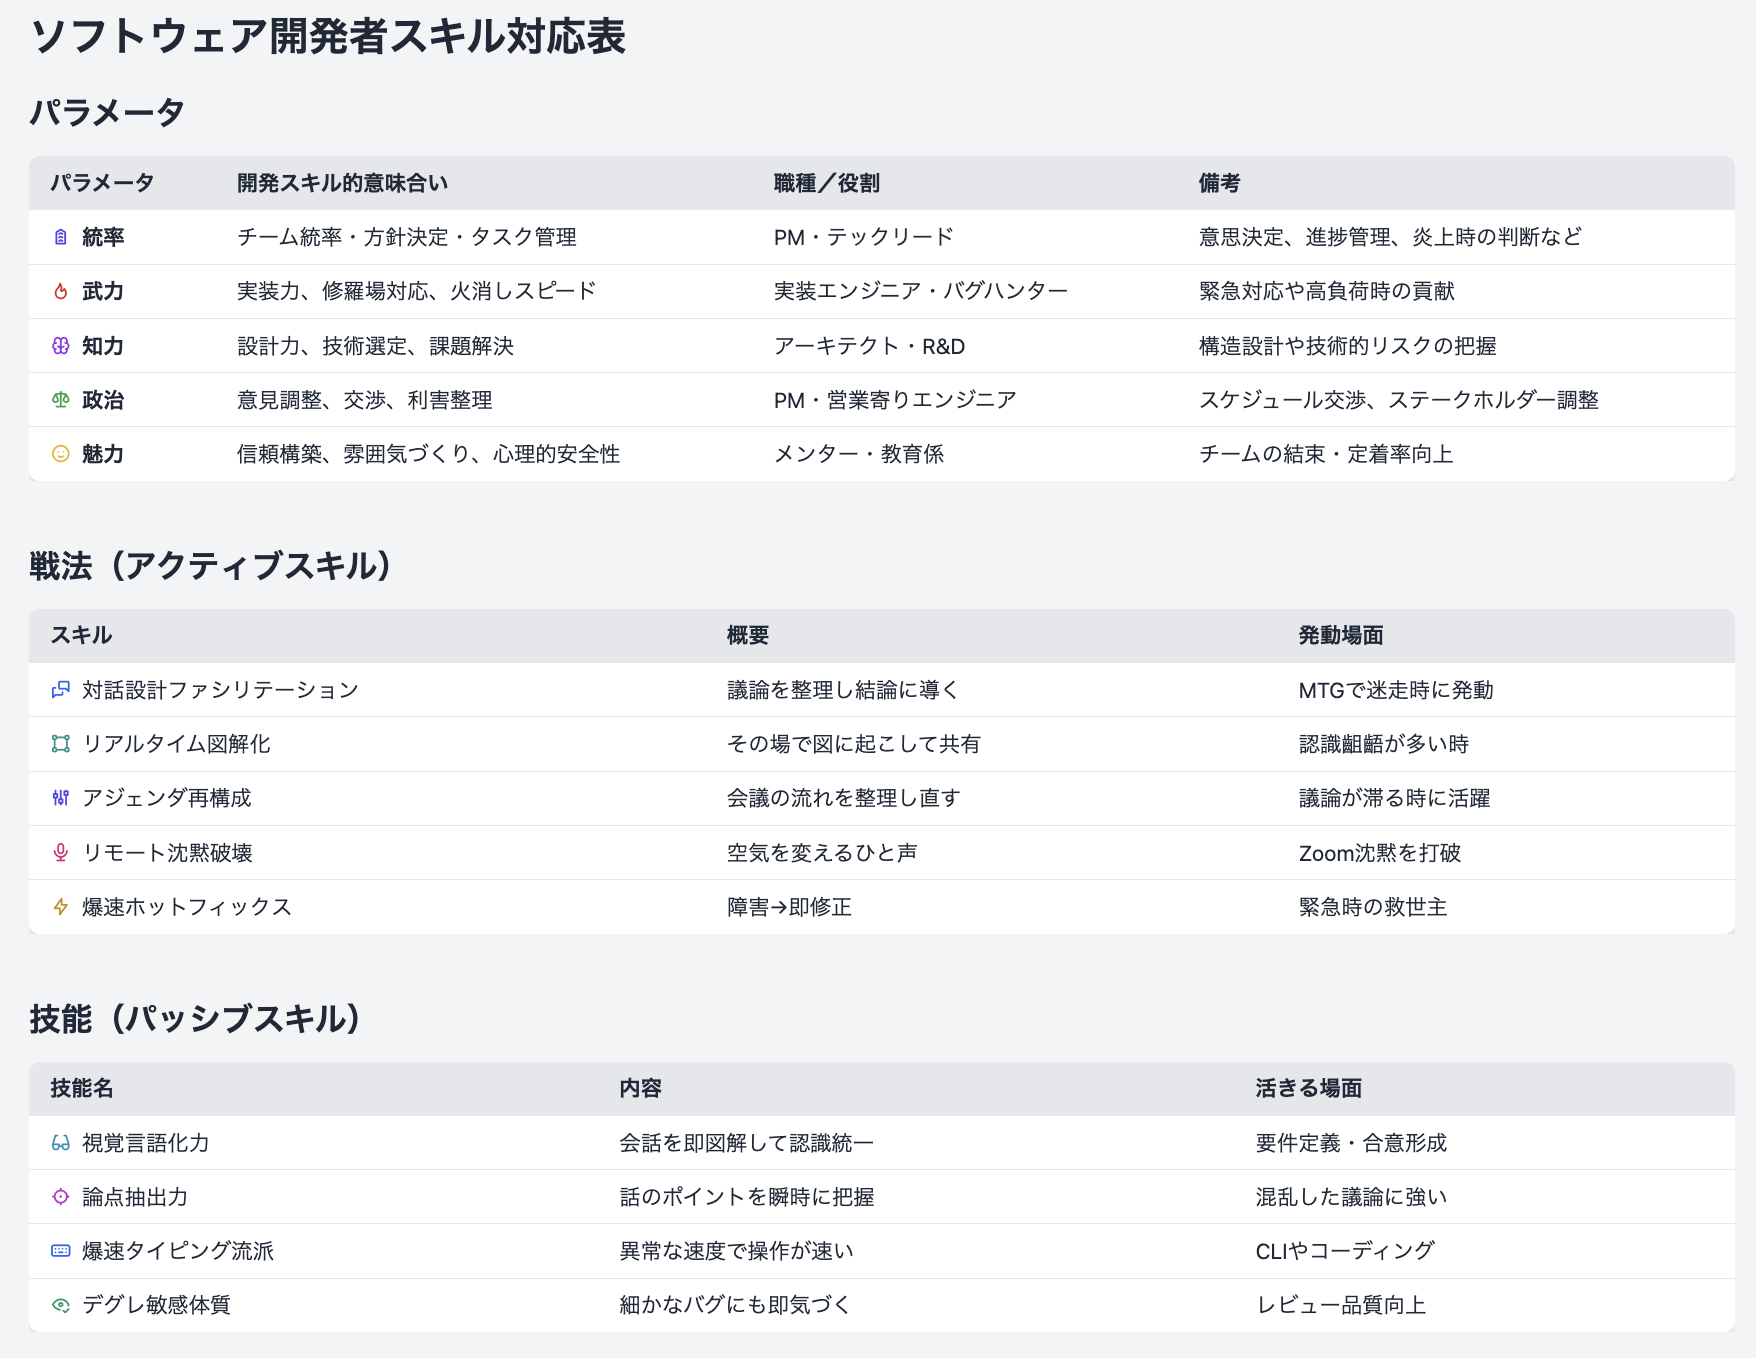 ソフトウェア開発者スキル対応表
パラメータ
パラメータ 開発スキル的意味合い 職種／役割 備考
統率 チーム統率・方針決定・タスク管理 PM・テックリード 意思決定、進捗管理、炎上時の判断など
武力 実装力、修羅場対応、火消しスピード 実装エンジニア・バグハンター 緊急対応や高負荷時の貢献
知力 設計力、技術選定、課題解決 アーキテクト・R&D 構造設計や技術的リスクの把握
政治 意見調整、交渉、利害整理 PM・営業寄りエンジニア スケジュール交渉、ステークホルダー調整
魅力 信頼構築、雰囲気づくり、心理的安全性 メンター・教育係 チームの結束・定着率向上
戦法（アクティブスキル）
スキル 概要 発動場面
対話設計ファシリテーション 議論を整理し結論に導く MTGで迷走時に発動
リアルタイム図解化 その場で図に起こして共有 認識齟齬が多い時
アジェンダ再構成 会議の流れを整理し直す 議論が滞る時に活躍
リモート沈黙破壊 空気を変えるひと声 Zoom沈黙を打破
爆速ホットフィックス 障害→即修正 緊急時の救世主
技能（パッシブスキル）
技能名 内容 活きる場面
視覚言語化力 会話を即図解して認識統一 要件定義・合意形成
論点抽出力 話のポイントを瞬時に把握 混乱した議論に強い
爆速タイピング流派 異常な速度で操作が速い CLIやコーディング
デグレ敏感体質 細かなバグにも即気づく レビュー品質向上